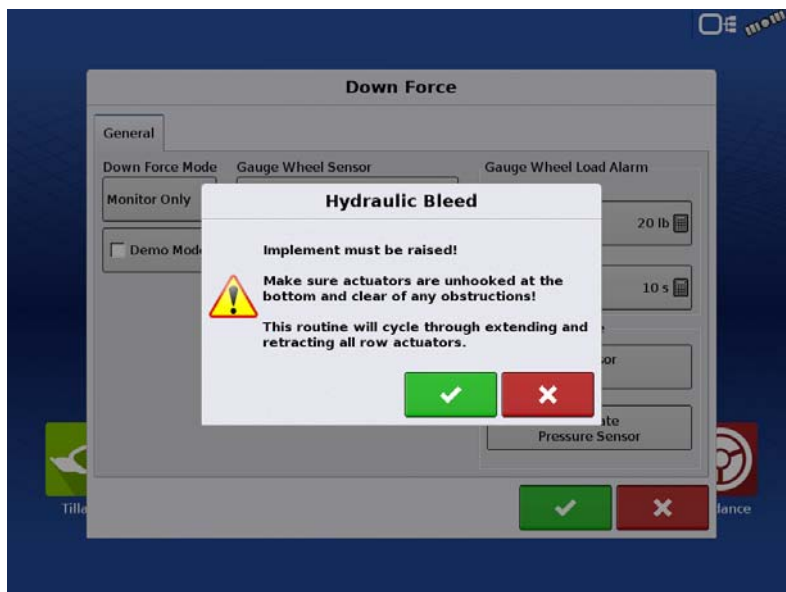 Down Force
General
Down Force Mode
Gauge Wheel Sensor
Gauge Wheel Load Alarm
Monitor Only
20 lb
Demo Mode
10 s
Hydraulic Bleed
Implement must be raised!
Make sure actuators are unhooked at the
bottom and clear of any obstructions!
This routine will cycle through extending and
retracting all row actuators.
Pressure Sensor